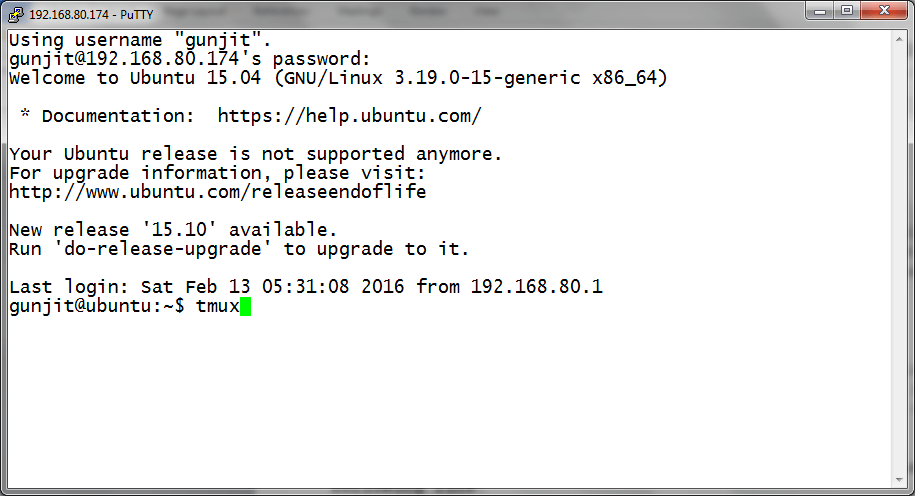 192.168.80.174 - PuTTY
Using username "gunjit".
gunjit@192.168.80.174's password:
Welcome to Ubuntu 15.04 (GNU/Linux 3.19.0-15-generic x86_64)
* Documentation:  https://help.ubuntu.com/
Your Ubuntu release is not supported anymore.
For upgrade information, please visit:
http://www.ubuntu.com/releaseendoflife
New release '15.10' available.
Run 'do-release-upgrade' to upgrade to it.
Last login: Sat Feb 13 05:31:08 2016 from 192.168.80.1
gunjit@ubuntu:~$ tmux